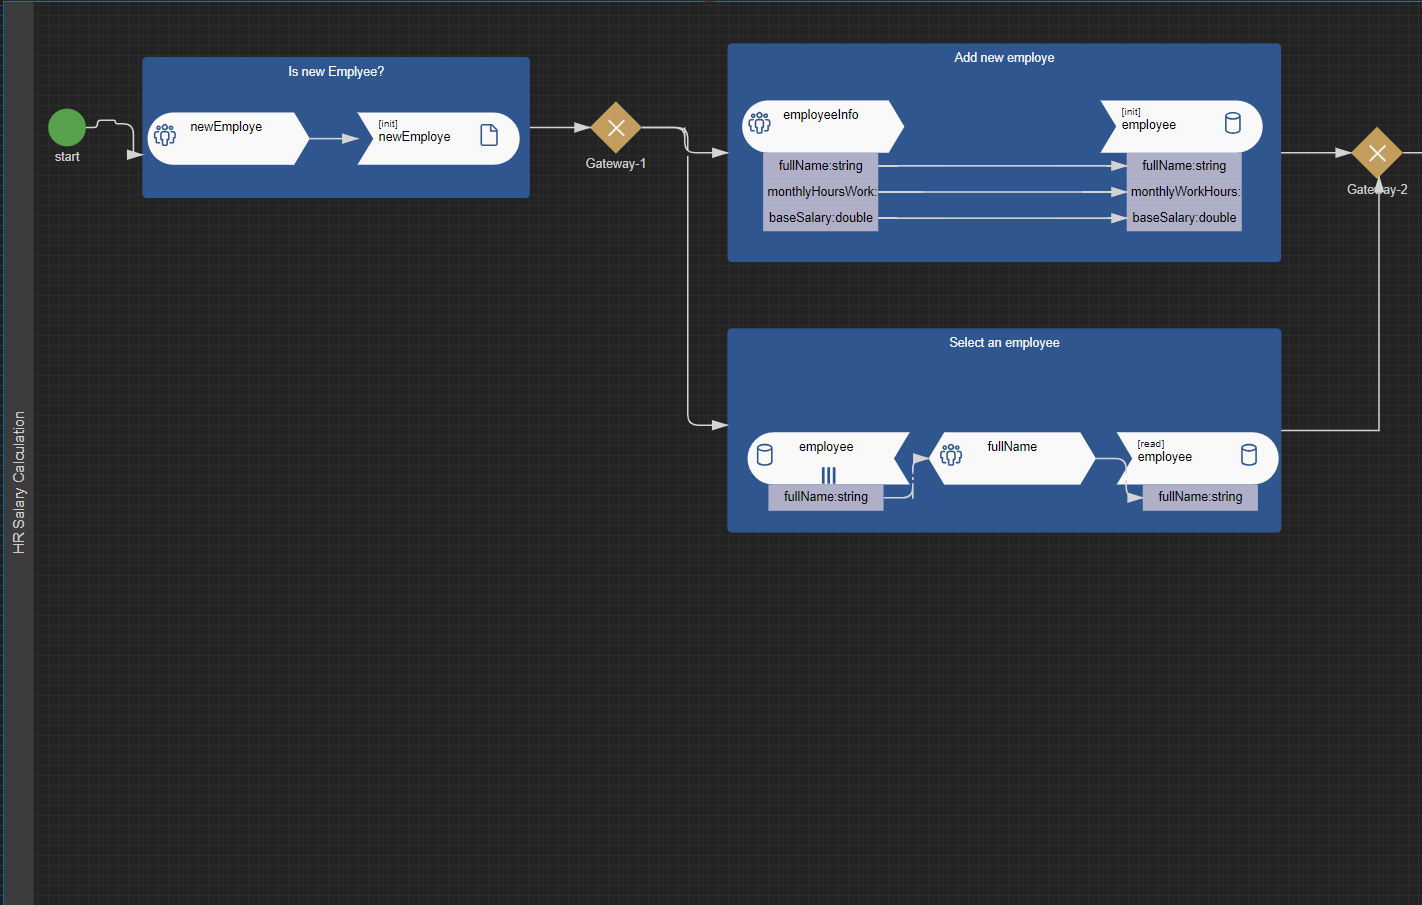 HR Salary Calculation
start
Is new Emplyee?
newEmploye
[init]
newEmploye
Gateway-1
Add new employe
employeeInfo
fullName:string
monthlyHoursWork:
baseSalary:double
[init]
employee
fullName:string
monthlyWorkHours:
baseSalary:double
Gateway-2
Select an employee
employee
fullName:string
fullName
[read]
employee
fullName:string